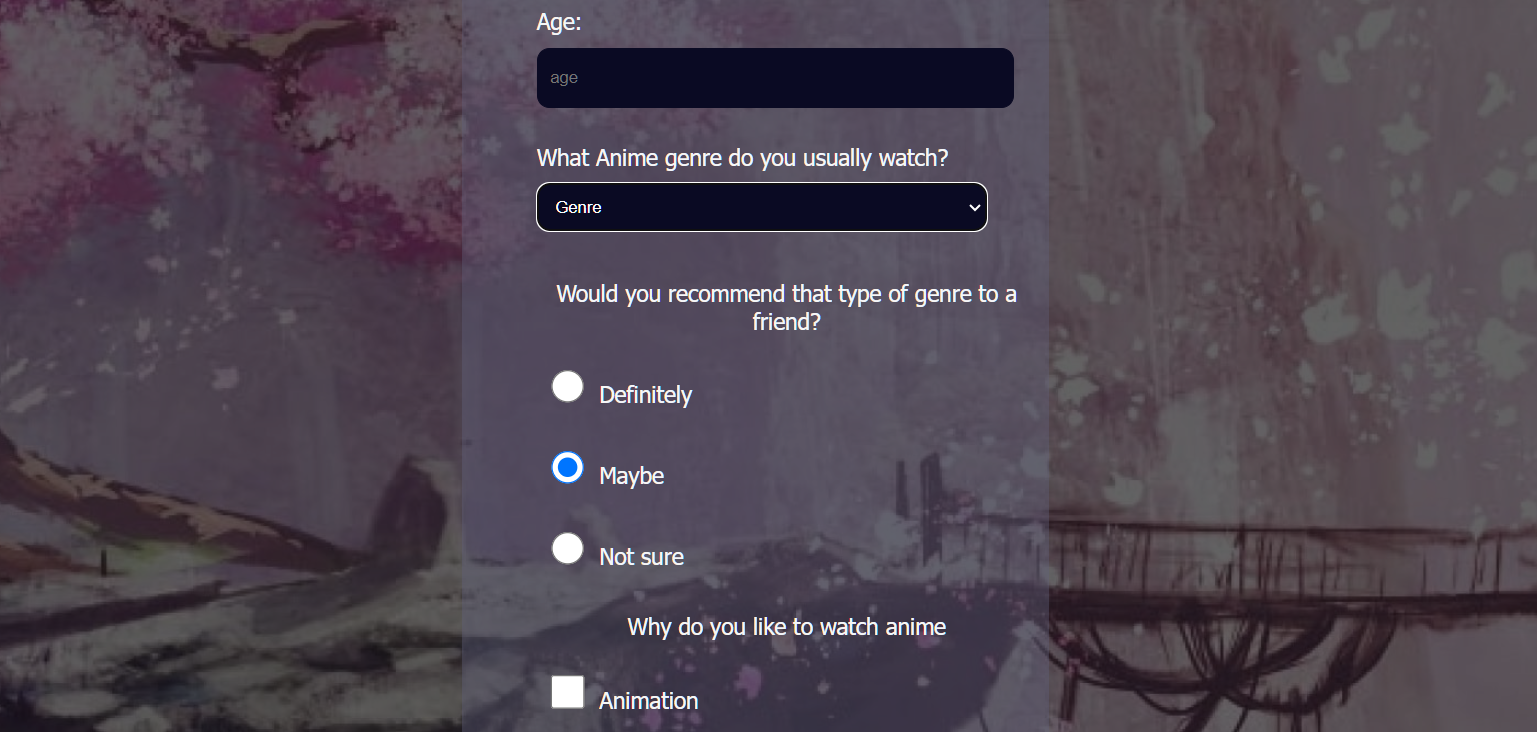 Age:
age
What Anime genre do you usually watch?
Genre
Would you recommend that type of genre to a
friend?
Definitely
Maybe
Not sure
Why do you like to watch anime
Animation